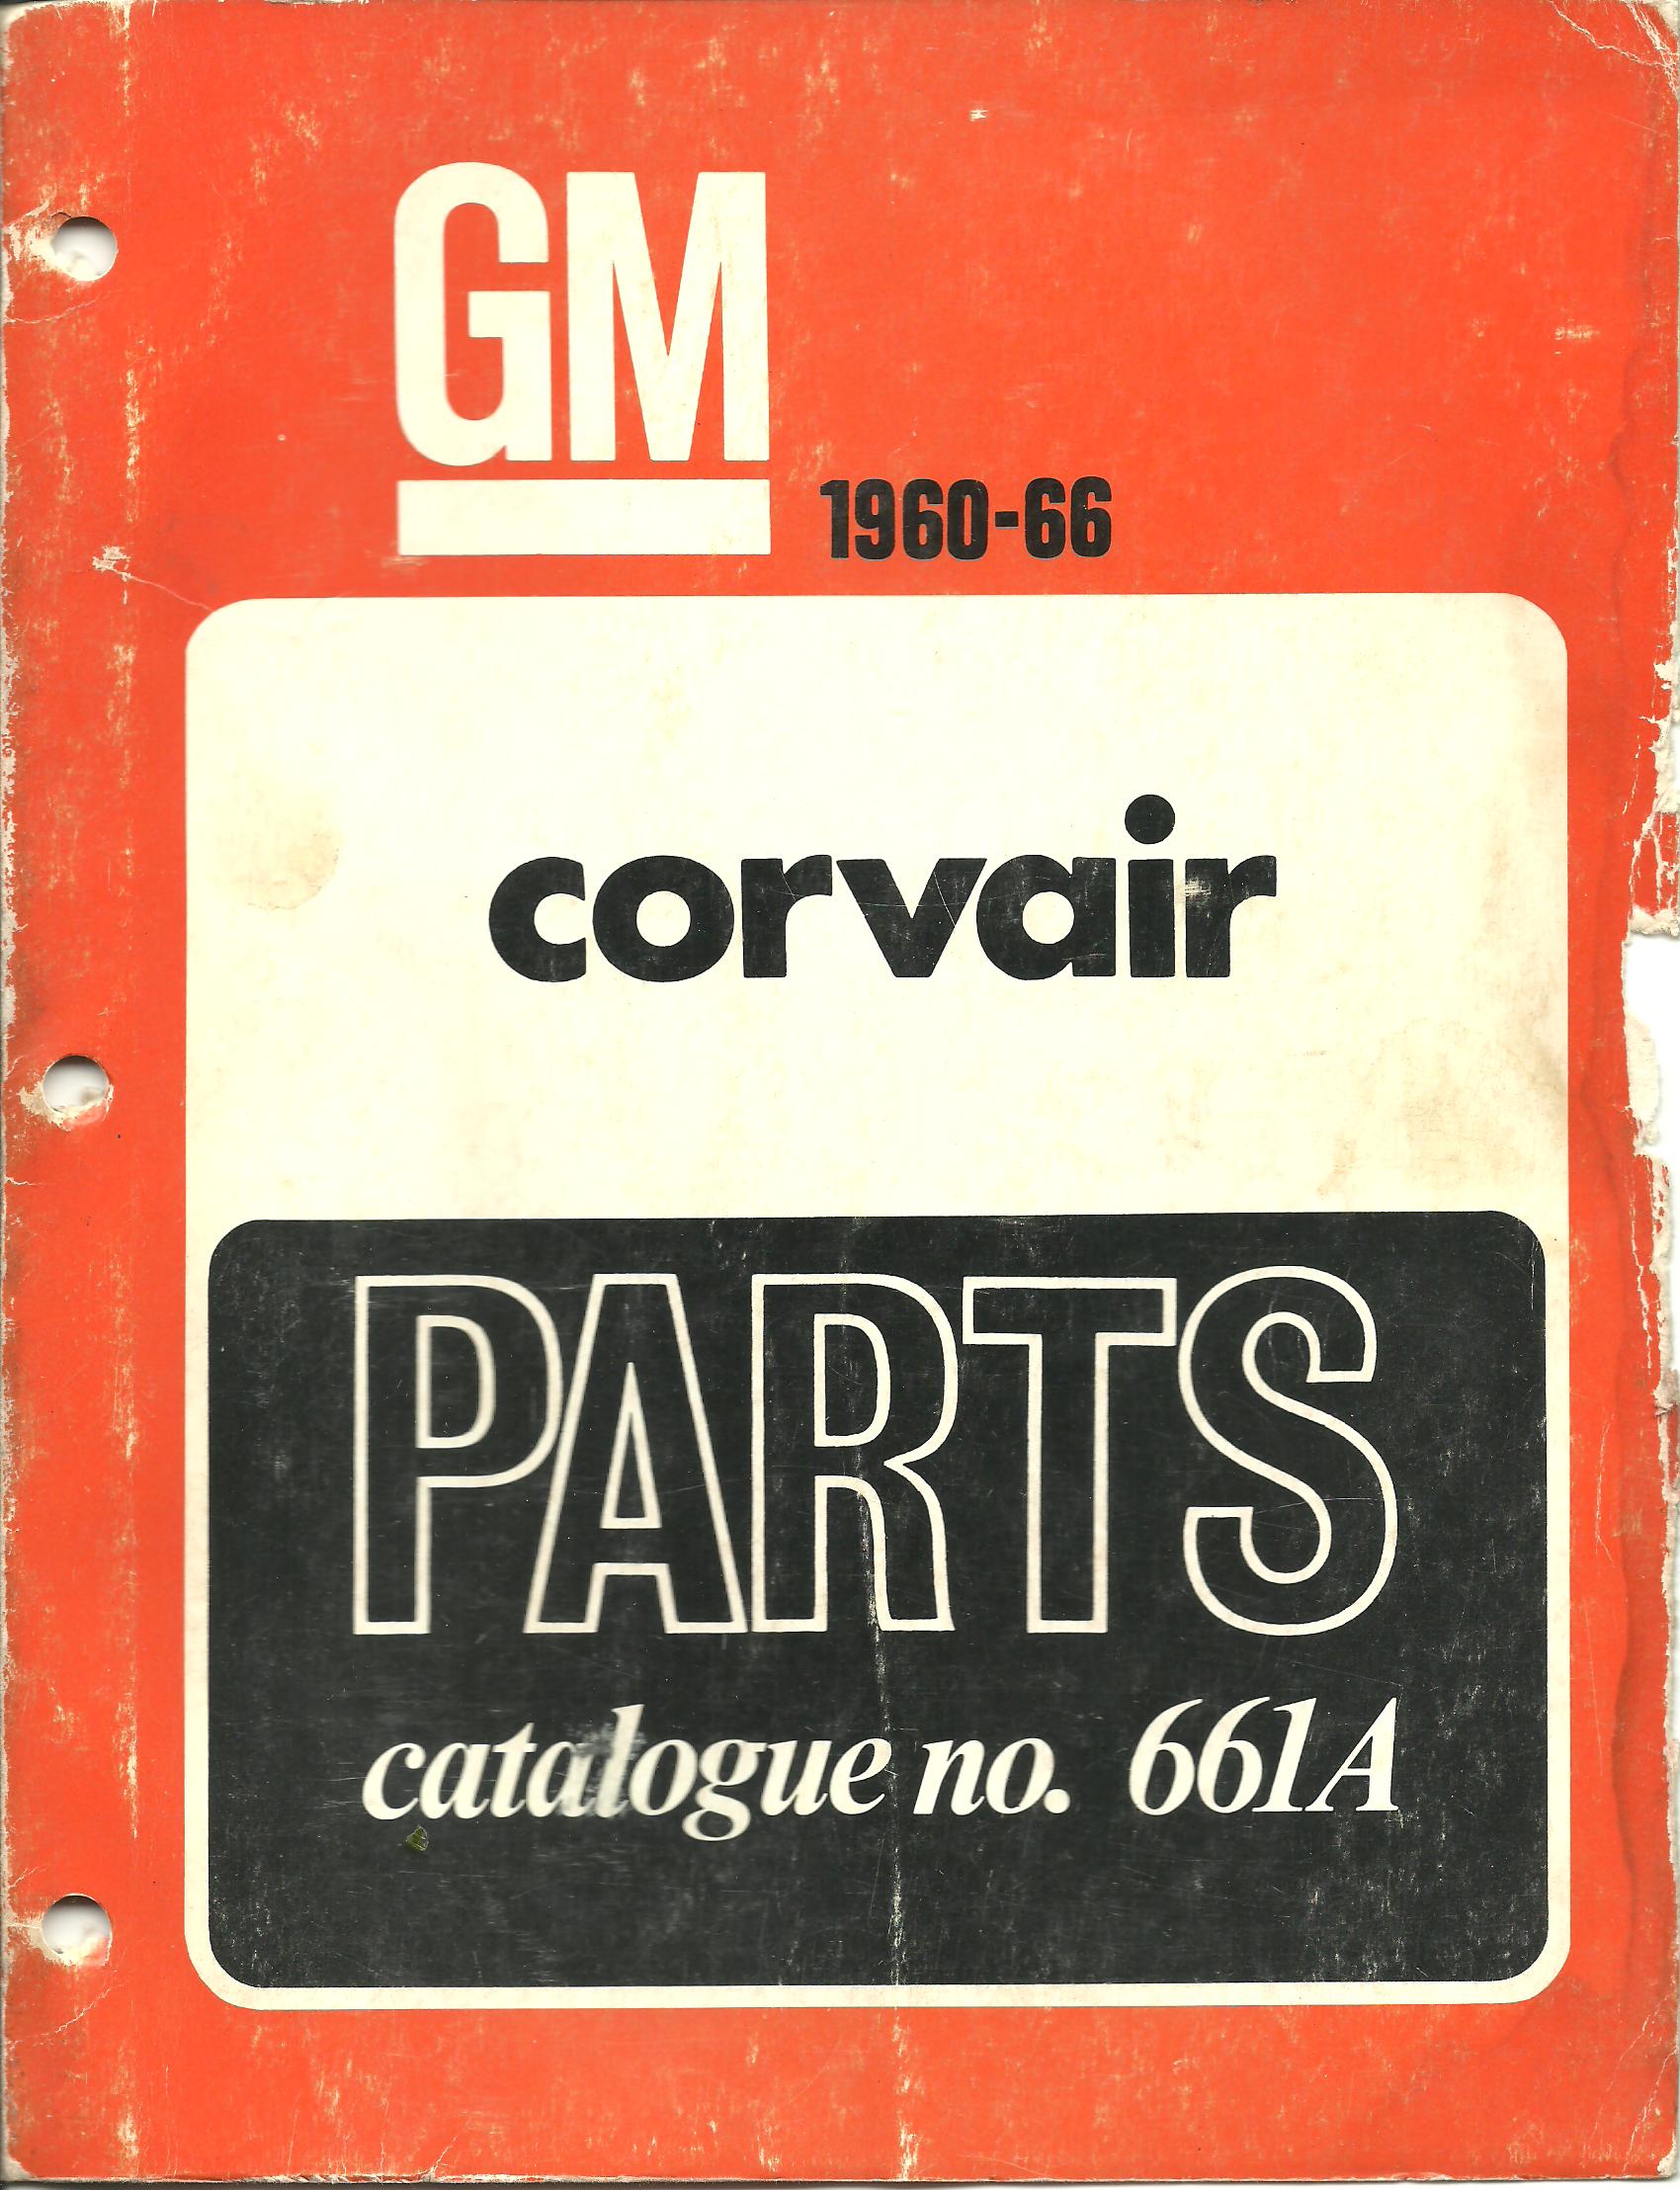 GM
1960-66
corvair
PARTS
catalogue no. 661A